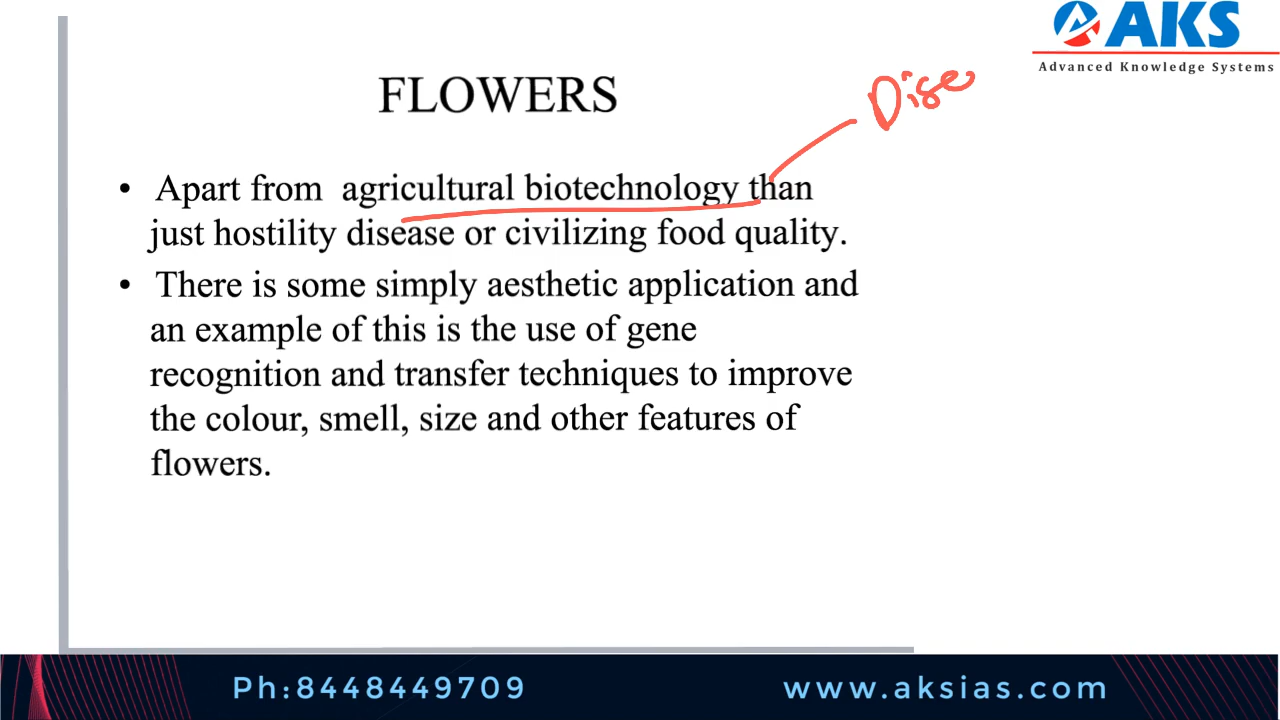 AKS
Advanced Knowledge Systems
FLOWERS
Dise
• Apart from agricultural biotechnology than
just hostility disease or civilizing food quality.
• There is some simply aesthetic application and
an example of this is the use of gene
recognition and transfer techniques to improve
the colour, smell, size and other features of
flowers.
Ph:8448449709
www.aksias.com